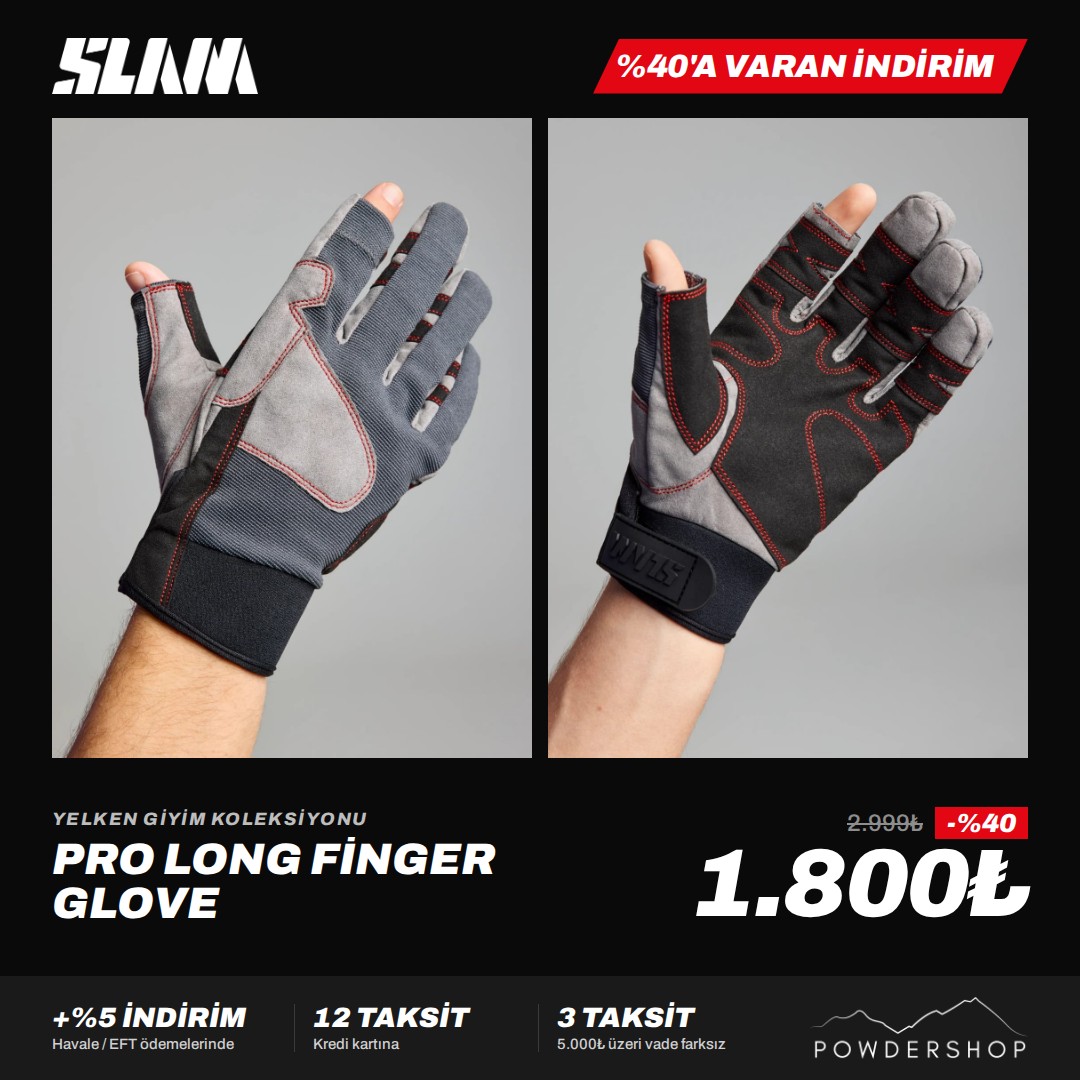 SLAM
%40'A VARAN İNDİRİM
SLAM
YELKEN GİYİM KOLEKSİYONU
PRO LONG FİNGER
GLOVE
2.999₺
-%40
1.800₺
+%5 İNDİRİM
Havale / EFT ödemelerinde
12 TAKSİT
Kredi kartına
3 TAKSİT
5.000₺ üzeri vade farksız
POWDERSHOP